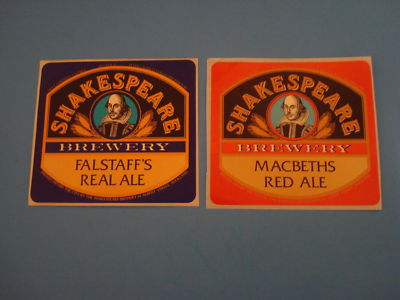 SHAKESPEARE
BREWERY
FALSTAFF'S
REAL ALE
SHAKESPEARE
BREWERY
MACBETHS
RED ALE